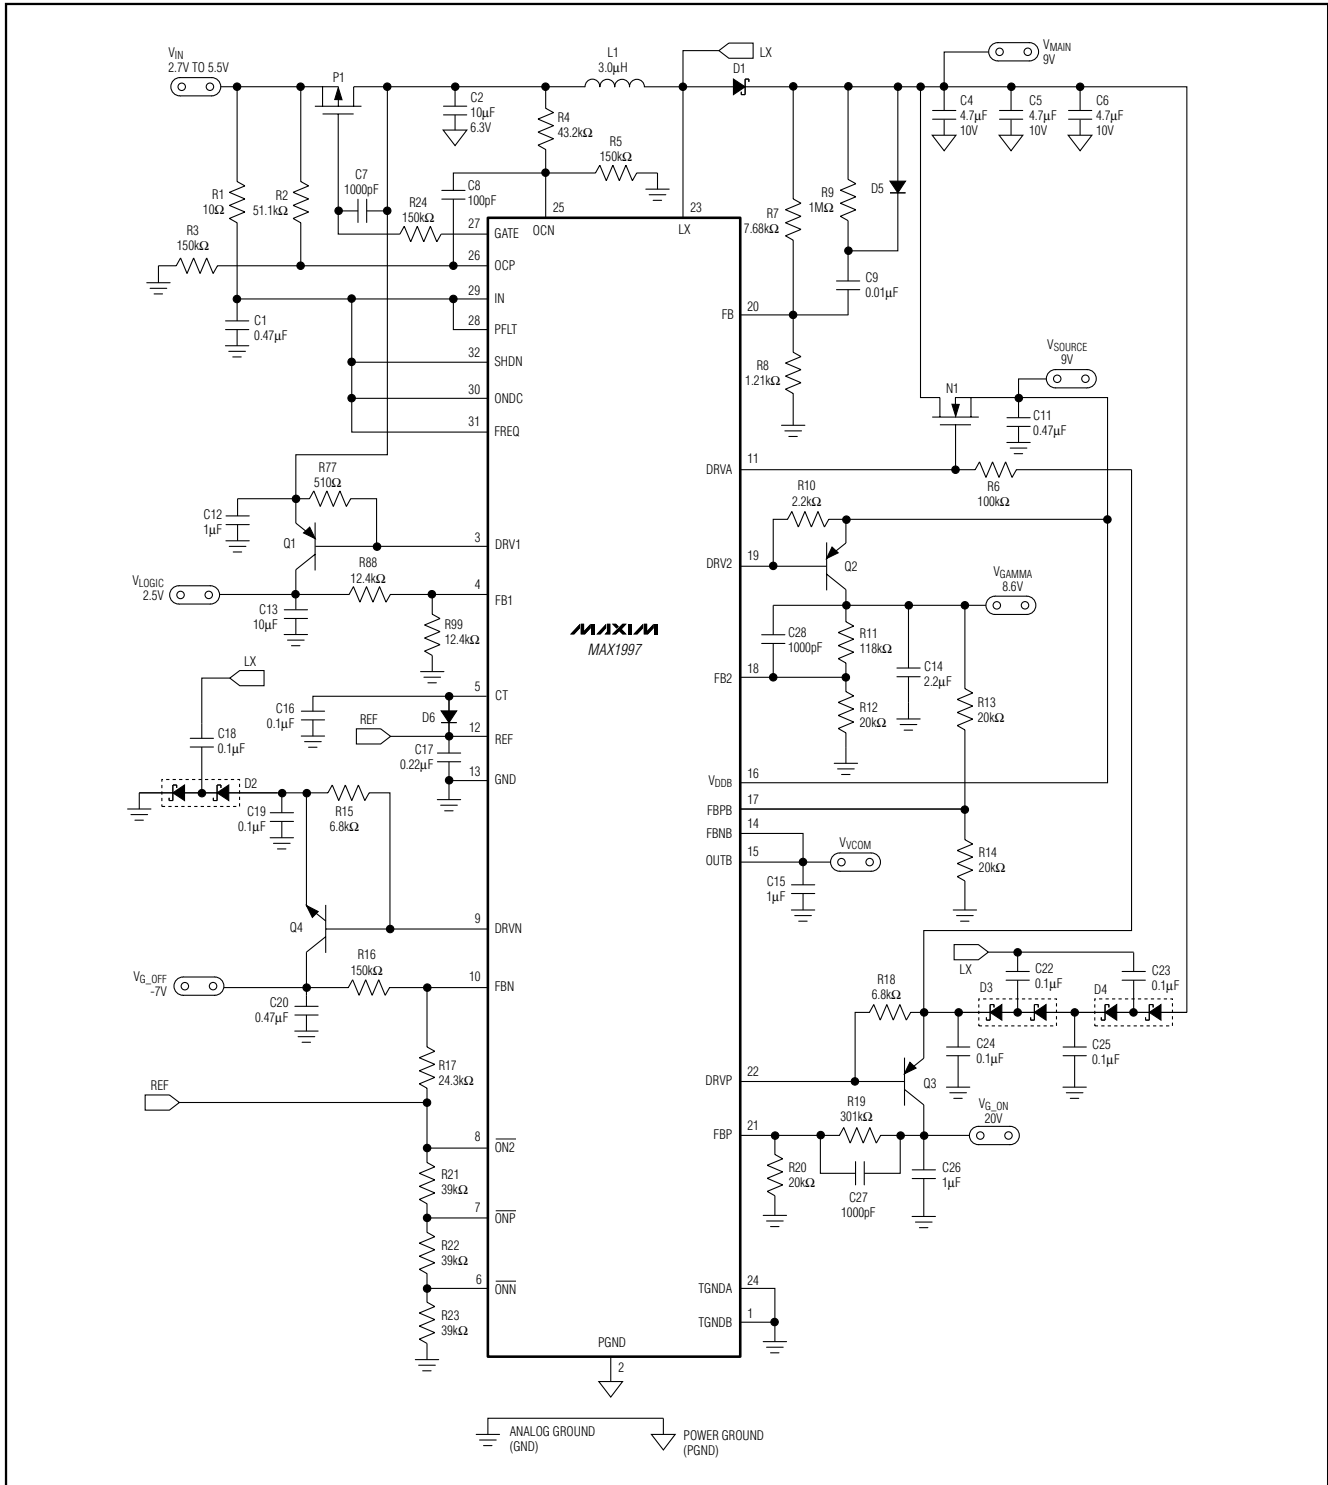 VIN
2.7V TO 5.5V
P1
L1
3.0µH
LX
D1
VMAIN
9V
C2
10µF
6.3V
R4
43.2kΩ
R5
150kΩ
C4
4.7µF
10V
C5
4.7µF
10V
C6
4.7µF
10V
R1
10Ω
R2
51.1kΩ
C7
1000pF
R24
150kΩ
C8
100pF
R3
150kΩ
R7
7.68kΩ
R9
1MΩ
D5
C9
0.01µF
C1
0.47µF
25
OCN
23
LX
27
GATE
26
OCP
29
IN
28
PFLT
32
SHDN
30
ONDC
31
FREQ
20
FB
R8
1.21kΩ
VSOURCE
9V
N1
C11
0.47µF
11
DRVA
R6
100kΩ
R77
510Ω
C12
1µF
Q1
3
DRV1
R88
12.4kΩ
4
FB1
VLOGIC
2.5V
C13
10µF
R99
12.4kΩ
R10
2.2kΩ
19
DRV2
Q2
VGAMMA
8.6V
C28
1000pF
R11
118kΩ
C14
2.2µF
18
FB2
R12
20kΩ
R13
20kΩ
MAXIM
MAX1997
LX
5
CT
C16
0.1µF
D6
REF
12
REF
C17
0.22µF
13
GND
C18
0.1µF
D2
C19
0.1µF
R15
6.8kΩ
16
VDDB
17
FBPB
14
FBNB
15
OUTB
VVCOM
C15
1µF
R14
20kΩ
Q4
9
DRVN
R16
150kΩ
10
FBN
VG_OFF
-7V
C20
0.47µF
R17
24.3kΩ
LX
C22
0.1µF
C23
0.1µF
R18
6.8kΩ
D3
D4
C24
0.1µF
C25
0.1µF
22
DRVP
Q3
REF
R19
301kΩ
21
FBP
VG_ON
20V
R20
20kΩ
C27
1000pF
C26
1µF
8
ON2
R21
39kΩ
7
ONP
R22
39kΩ
6
ONN
R23
39kΩ
24
TGNDA
1
TGNDB
PGND
2
ANALOG GROUND
(GND)
POWER GROUND
(PGND)